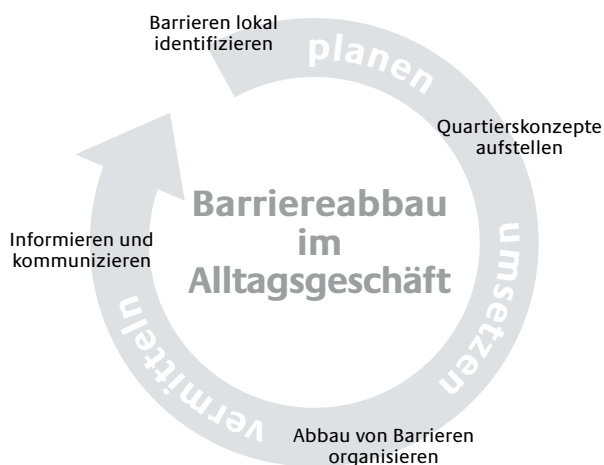 Barrieren lokal
identifizieren
planen
Quartierskonzepte
aufstellen
Barriereabbau
im
Alltagsgeschäft
umsetzen
Informieren und
kommunizieren
vermitteln
Abbau von Barrieren
organisieren